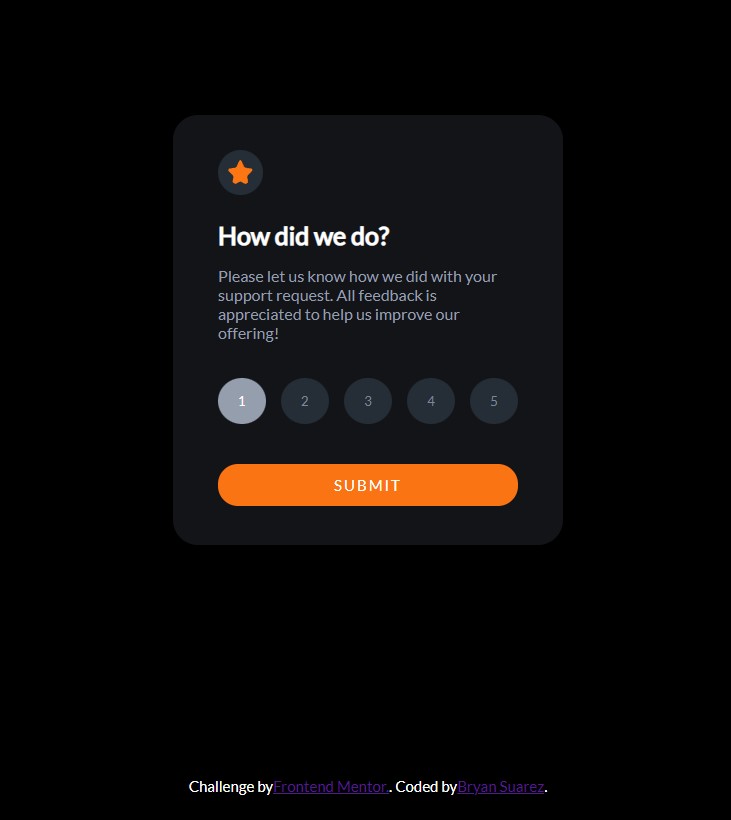 How did we do?
Please let us know how we did with your
support request. All feedback is
appreciated to help us improve our
offering!
1 2 3 4 5
SUBMIT
Challenge byFrontend Mentor.. Coded byBryan Suarez.